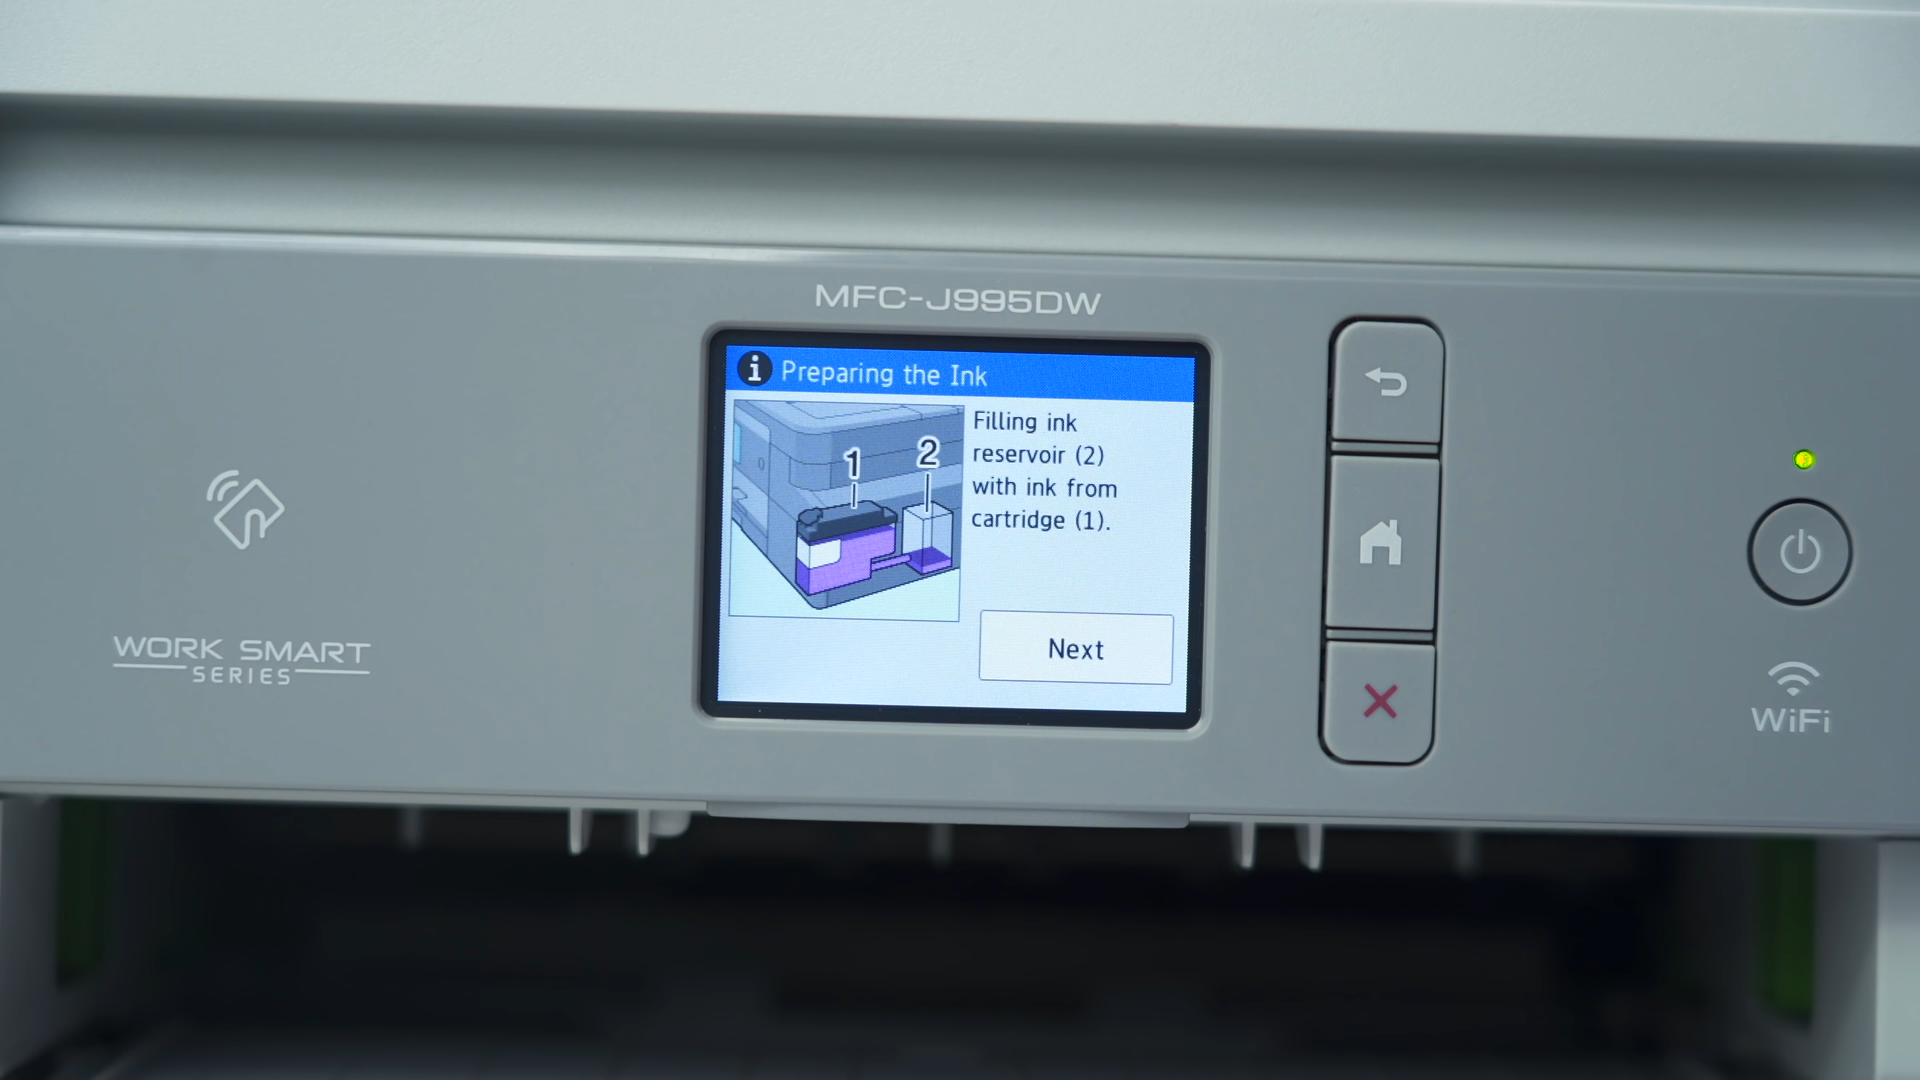 MFC-J995DW
i Preparing the Ink
1 2
Filling ink
reservoir (2)
with ink from
cartridge (1).
Next
WORK SMART
SERIES
WiFi